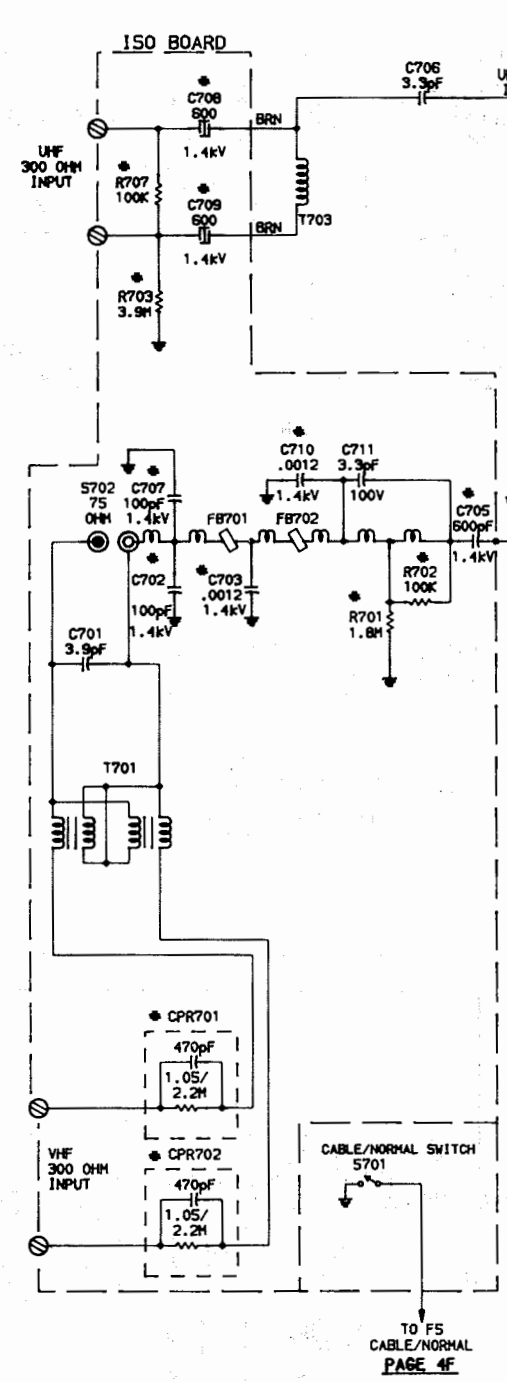 ISO BOARD
C706
3.3pF
C708
600
1.4kV
BRN
UHF
300 OHM
INPUT
R707
100K
C709
600
1.4kV
BRN
T703
R703
3.9M
S702
75
OHM
C707
100pF
1.4kV
C710
.0012
1.4kV
C711
3.3pF
100V
FB701
FB702
C705
600pF
1.4kV
C702
100pF
1.4kV
C703
.0012
1.4kV
R702
100K
R701
1.8M
C701
3.9pF
T701
CPR701
470pF
1.05/
2.2M
VHF
300 OHM
INPUT
CPR702
470pF
1.05/
2.2M
CABLE/NORMAL SWITCH
S701
TO F5
CABLE/NORMAL
PAGE 4F